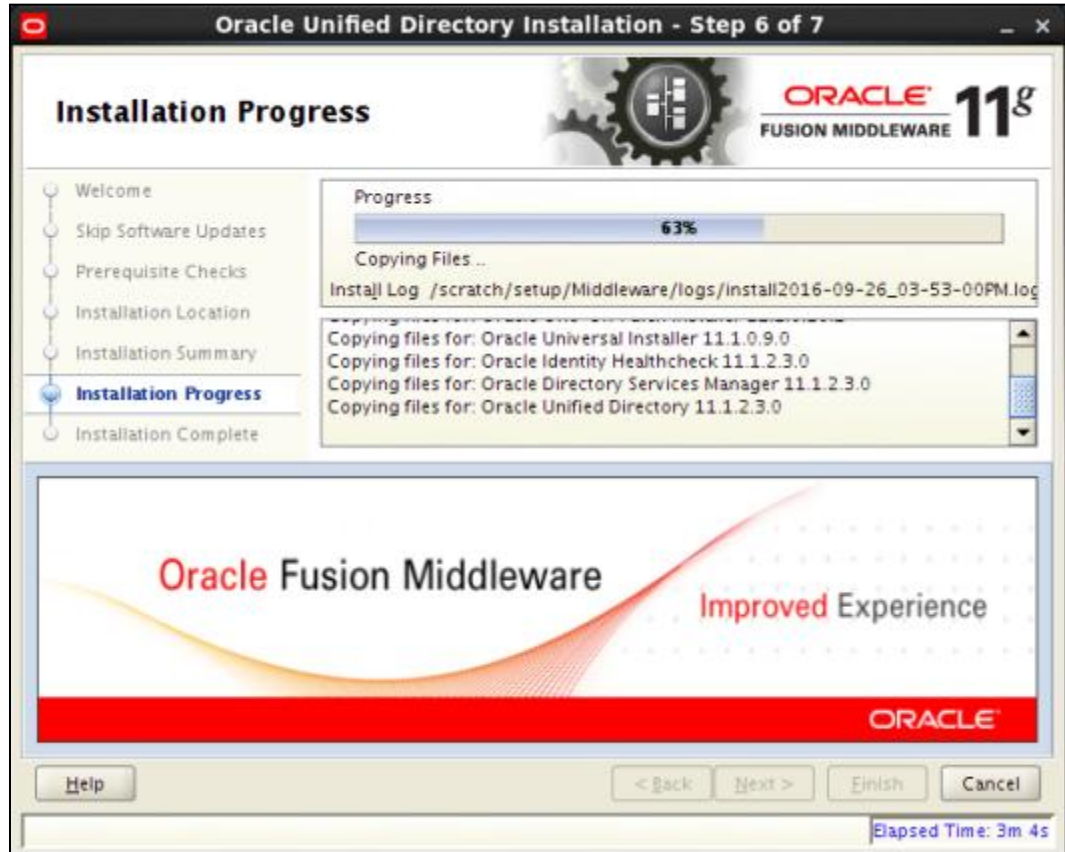 Oracle Unified Directory Installation - Step 6 of 7
Installation Progress
ORACLE
FUSION MIDDLEWARE 11g
Welcome
Skip Software Updates
Prerequisite Checks
Installation Location
Installation Summary
Installation Progress
Installation Complete
Progress
63%
Copying Files ..
Install Log /scratch/setup/Middleware/logs/install2016-09-26_03-53-00PM.log
Copying files for: Oracle Universal Installer 11.1.0.9.0
Copying files for: Oracle Identity Healthcheck 11.1.2.3.0
Copying files for: Oracle Directory Services Manager 11.1.2.3.0
Copying files for: Oracle Unified Directory 11.1.2.3.0
Oracle Fusion Middleware
Improved Experience
ORACLE
Help
< Back
Next >
Finish
Cancel
Elapsed Time: 3m 4s